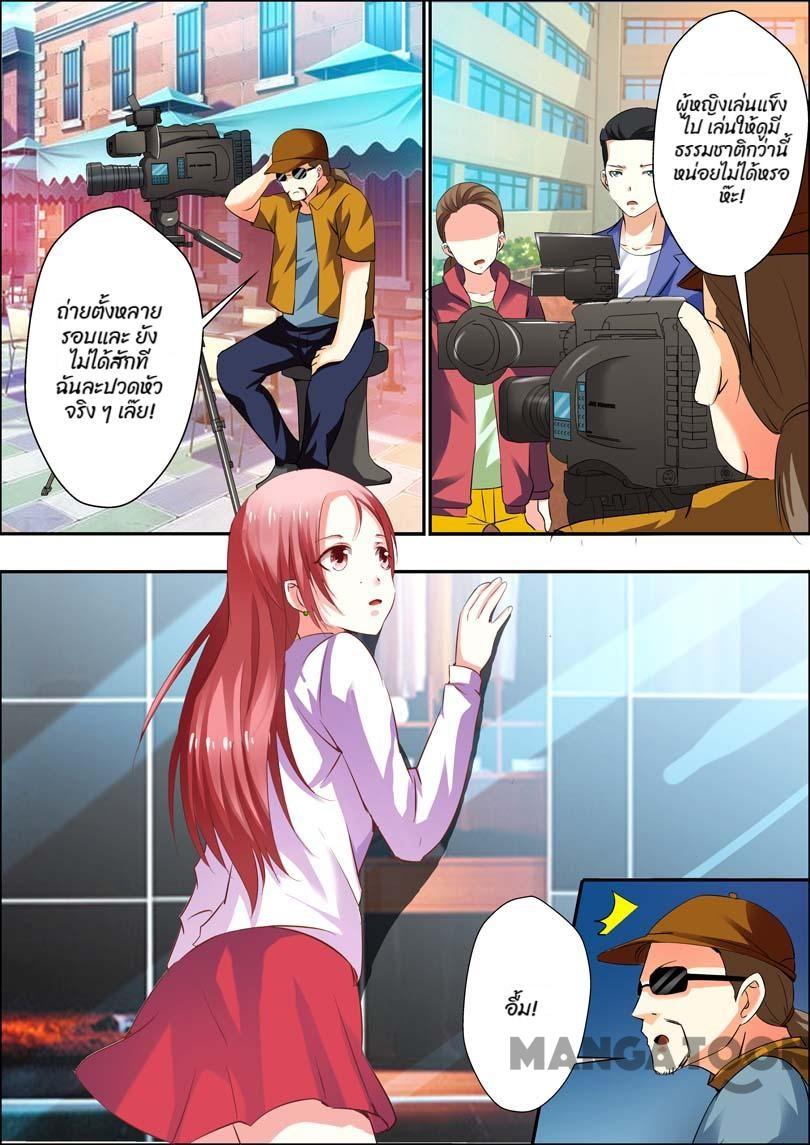 ถ่ายตั้งหลาย
รอบและ ยัง
ไม่ได้สักที
ฉันละปวดหัว
จริง ๆ เล๊ย!
ผู้หญิงเล่นแข็ง
ไป เล่นให้ดูมี
ธรรมชาติกว่านี้
หน่อยไม่ได้หรอ
ห๊ะ!
อื้ม!
MANGATOON